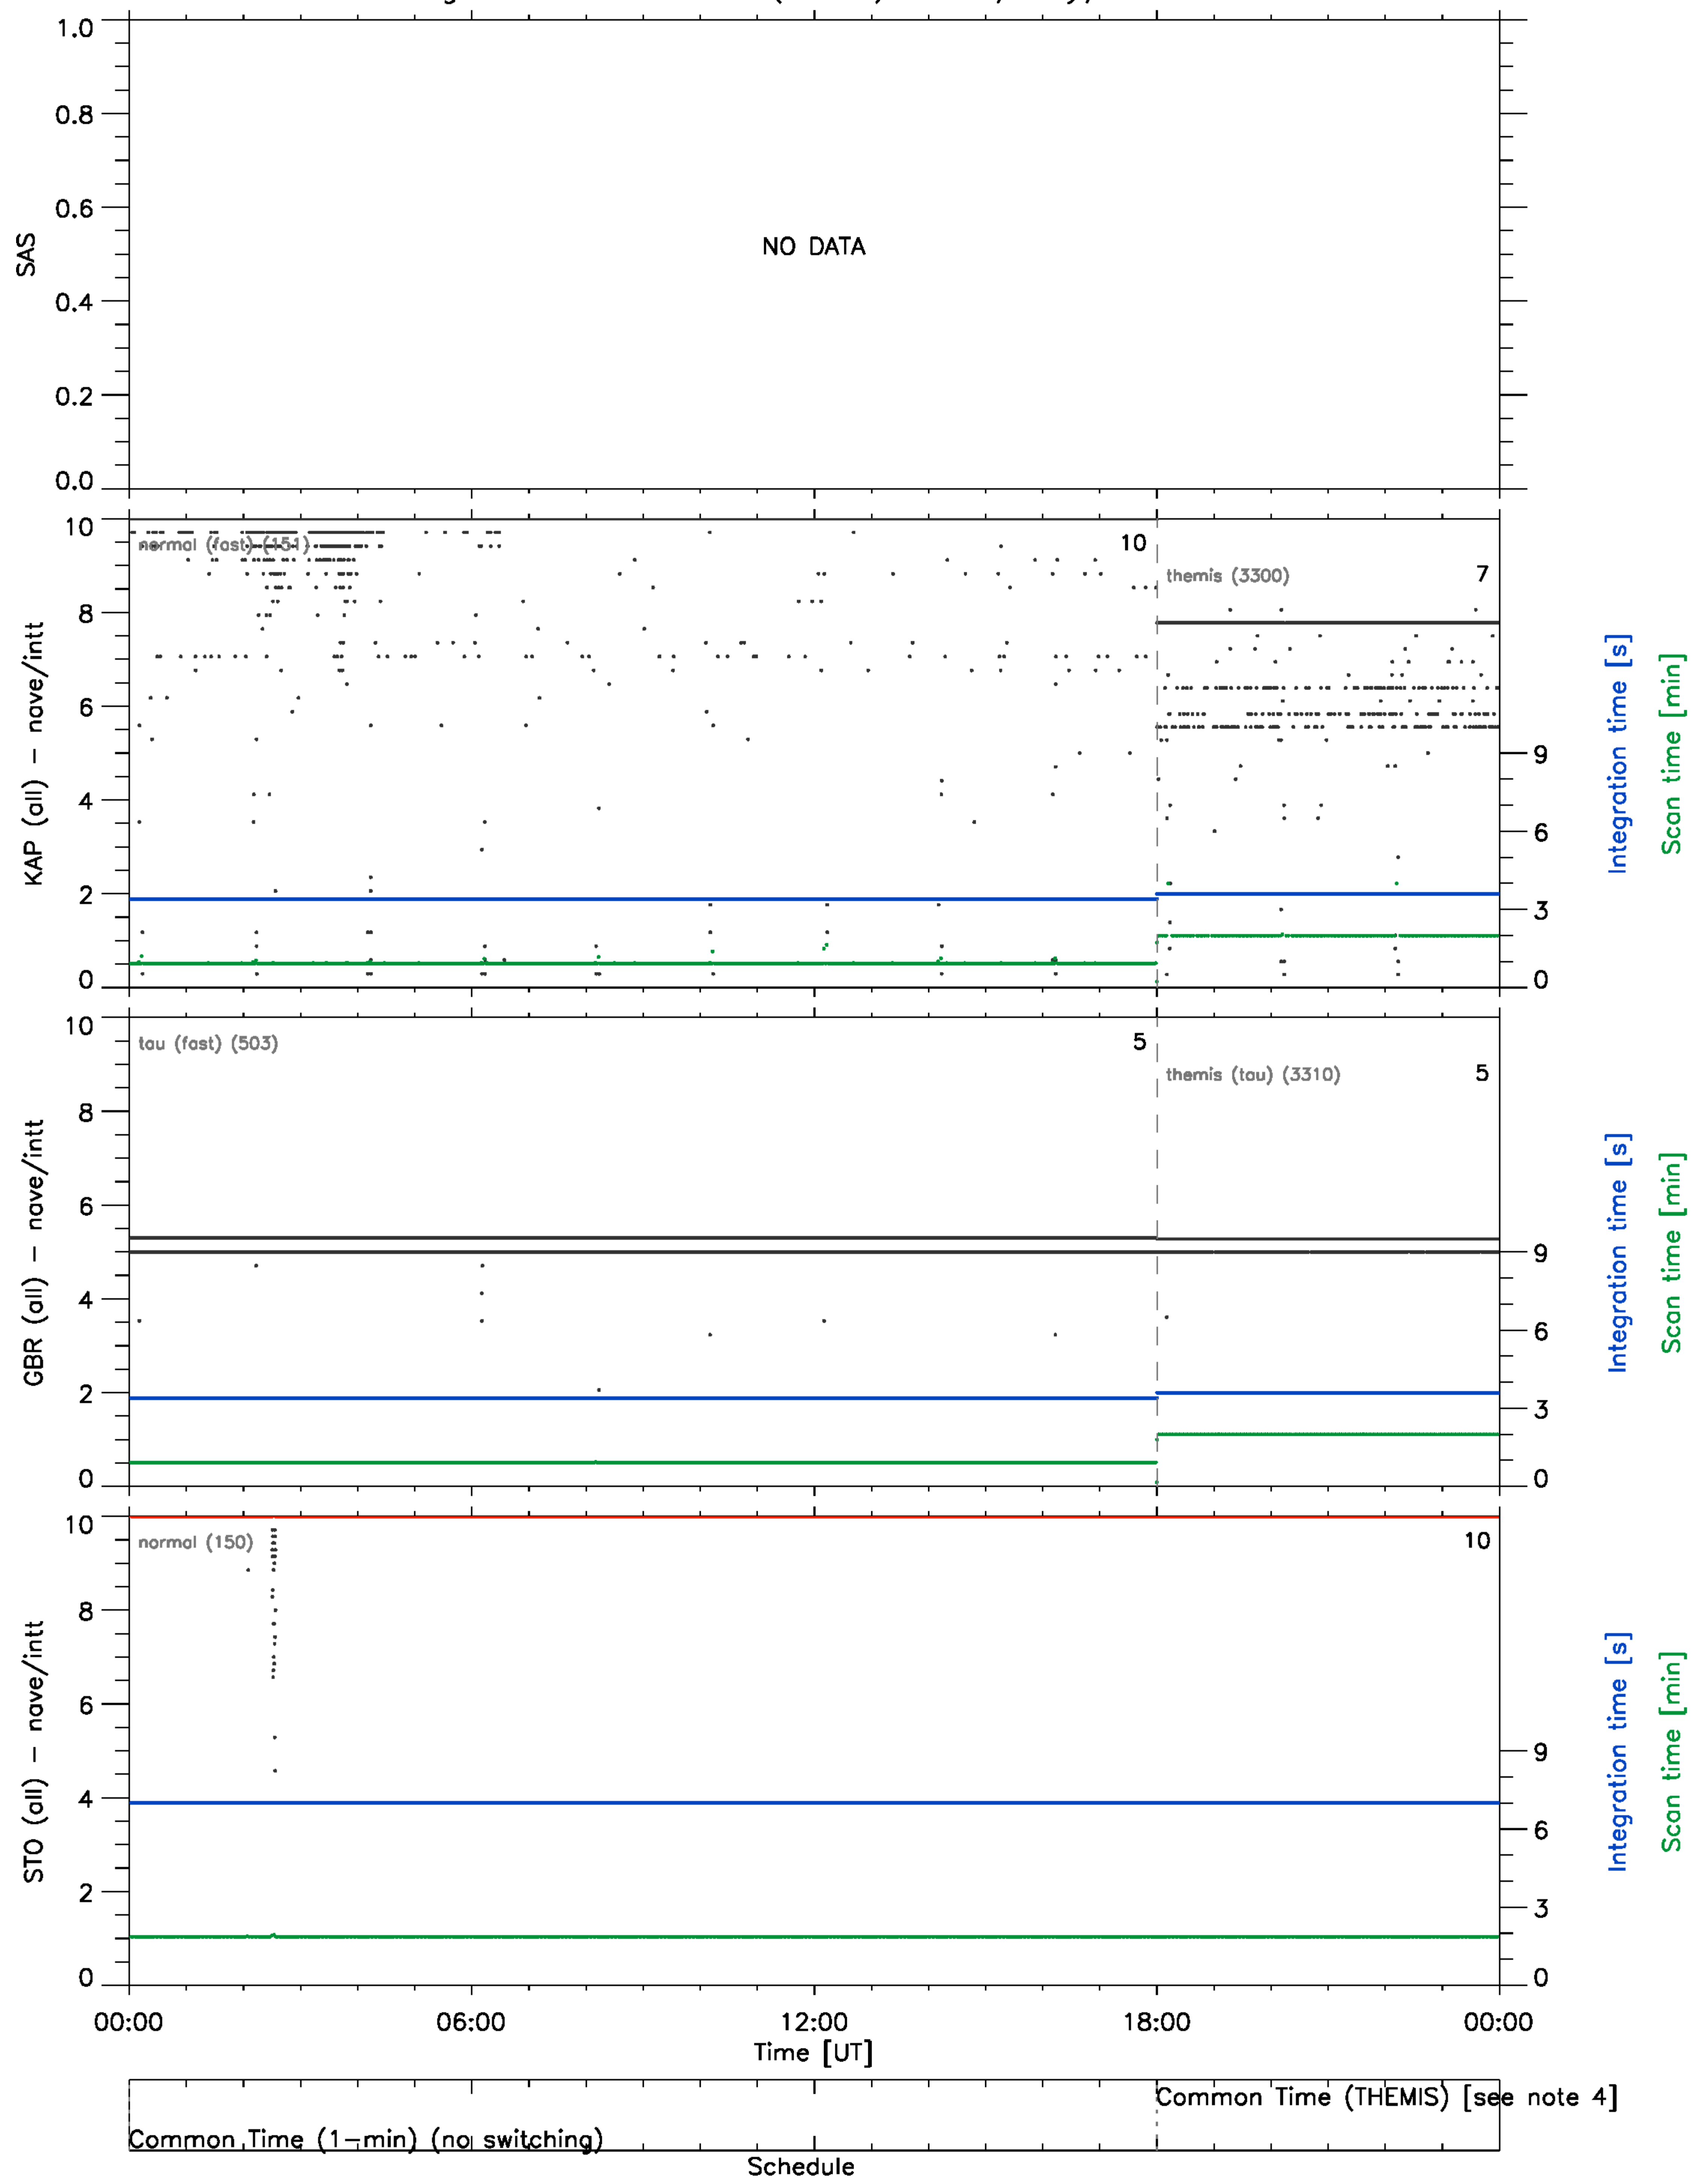 1.0
0.8
0.6
0.4
0.2
0.0
SAS
NO DATA
10
8
6
4
2
0
KAP (all) − nave/intt
normal (fast) (151)
10
themis (3300)
7
9
6
3
0
Integration time [s]
Scan time [min]
10
8
6
4
2
0
GBR (all) − nave/intt
tau (fast) (503)
5
themis (tau) (3310)
5
9
6
3
0
Integration time [s]
Scan time [min]
10
8
6
4
2
0
STO (all) − nave/intt
normal (150)
10
9
6
3
0
Integration time [s]
Scan time [min]
00:00 06:00 12:00 18:00 00:00
Time [UT]
Common Time (THEMIS) [see note 4]
Common Time (1−min) (no switching)
Schedule